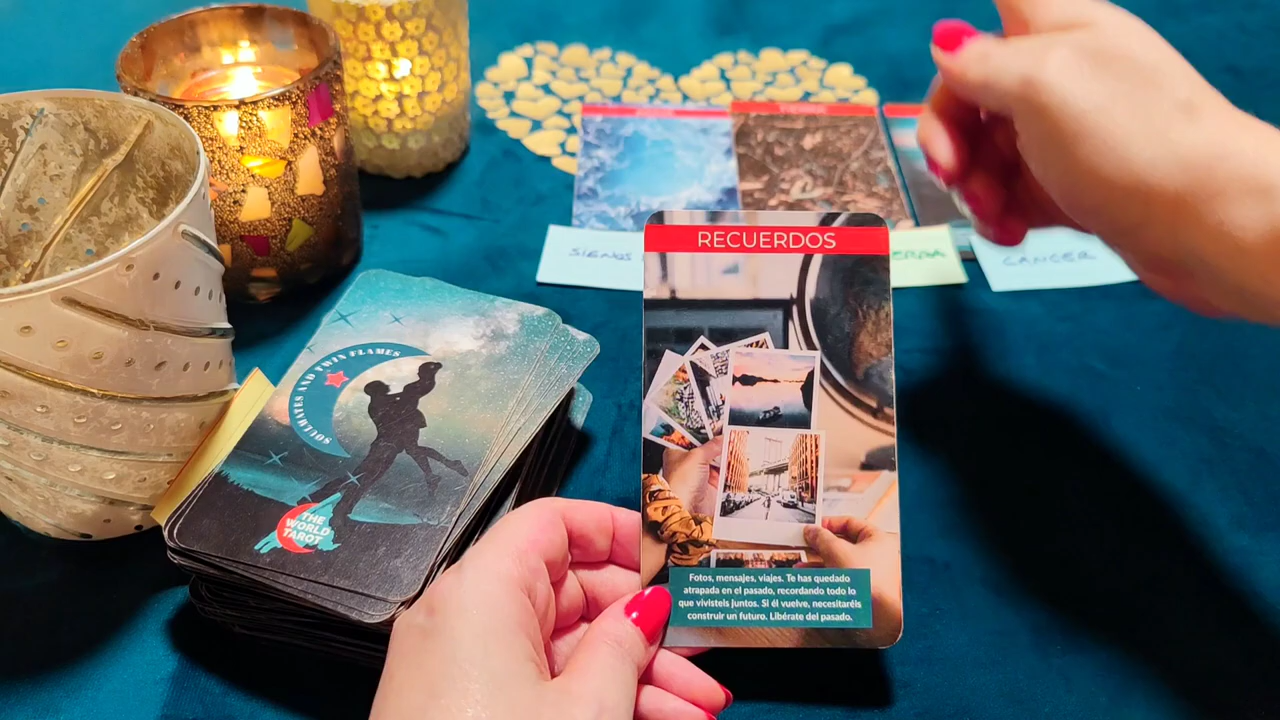 SIGNOS
CANCER
RECUERDOS
SOULMATES AND TWIN FLAMES
THE
WORLD
TAROT
Fotos, mensajes, viajes. Te has quedado
atrapada en el pasado, recordando todo lo
que vivisteis juntos. Si él vuelve, necesitaréis
construir un futuro. Libérate del pasado.